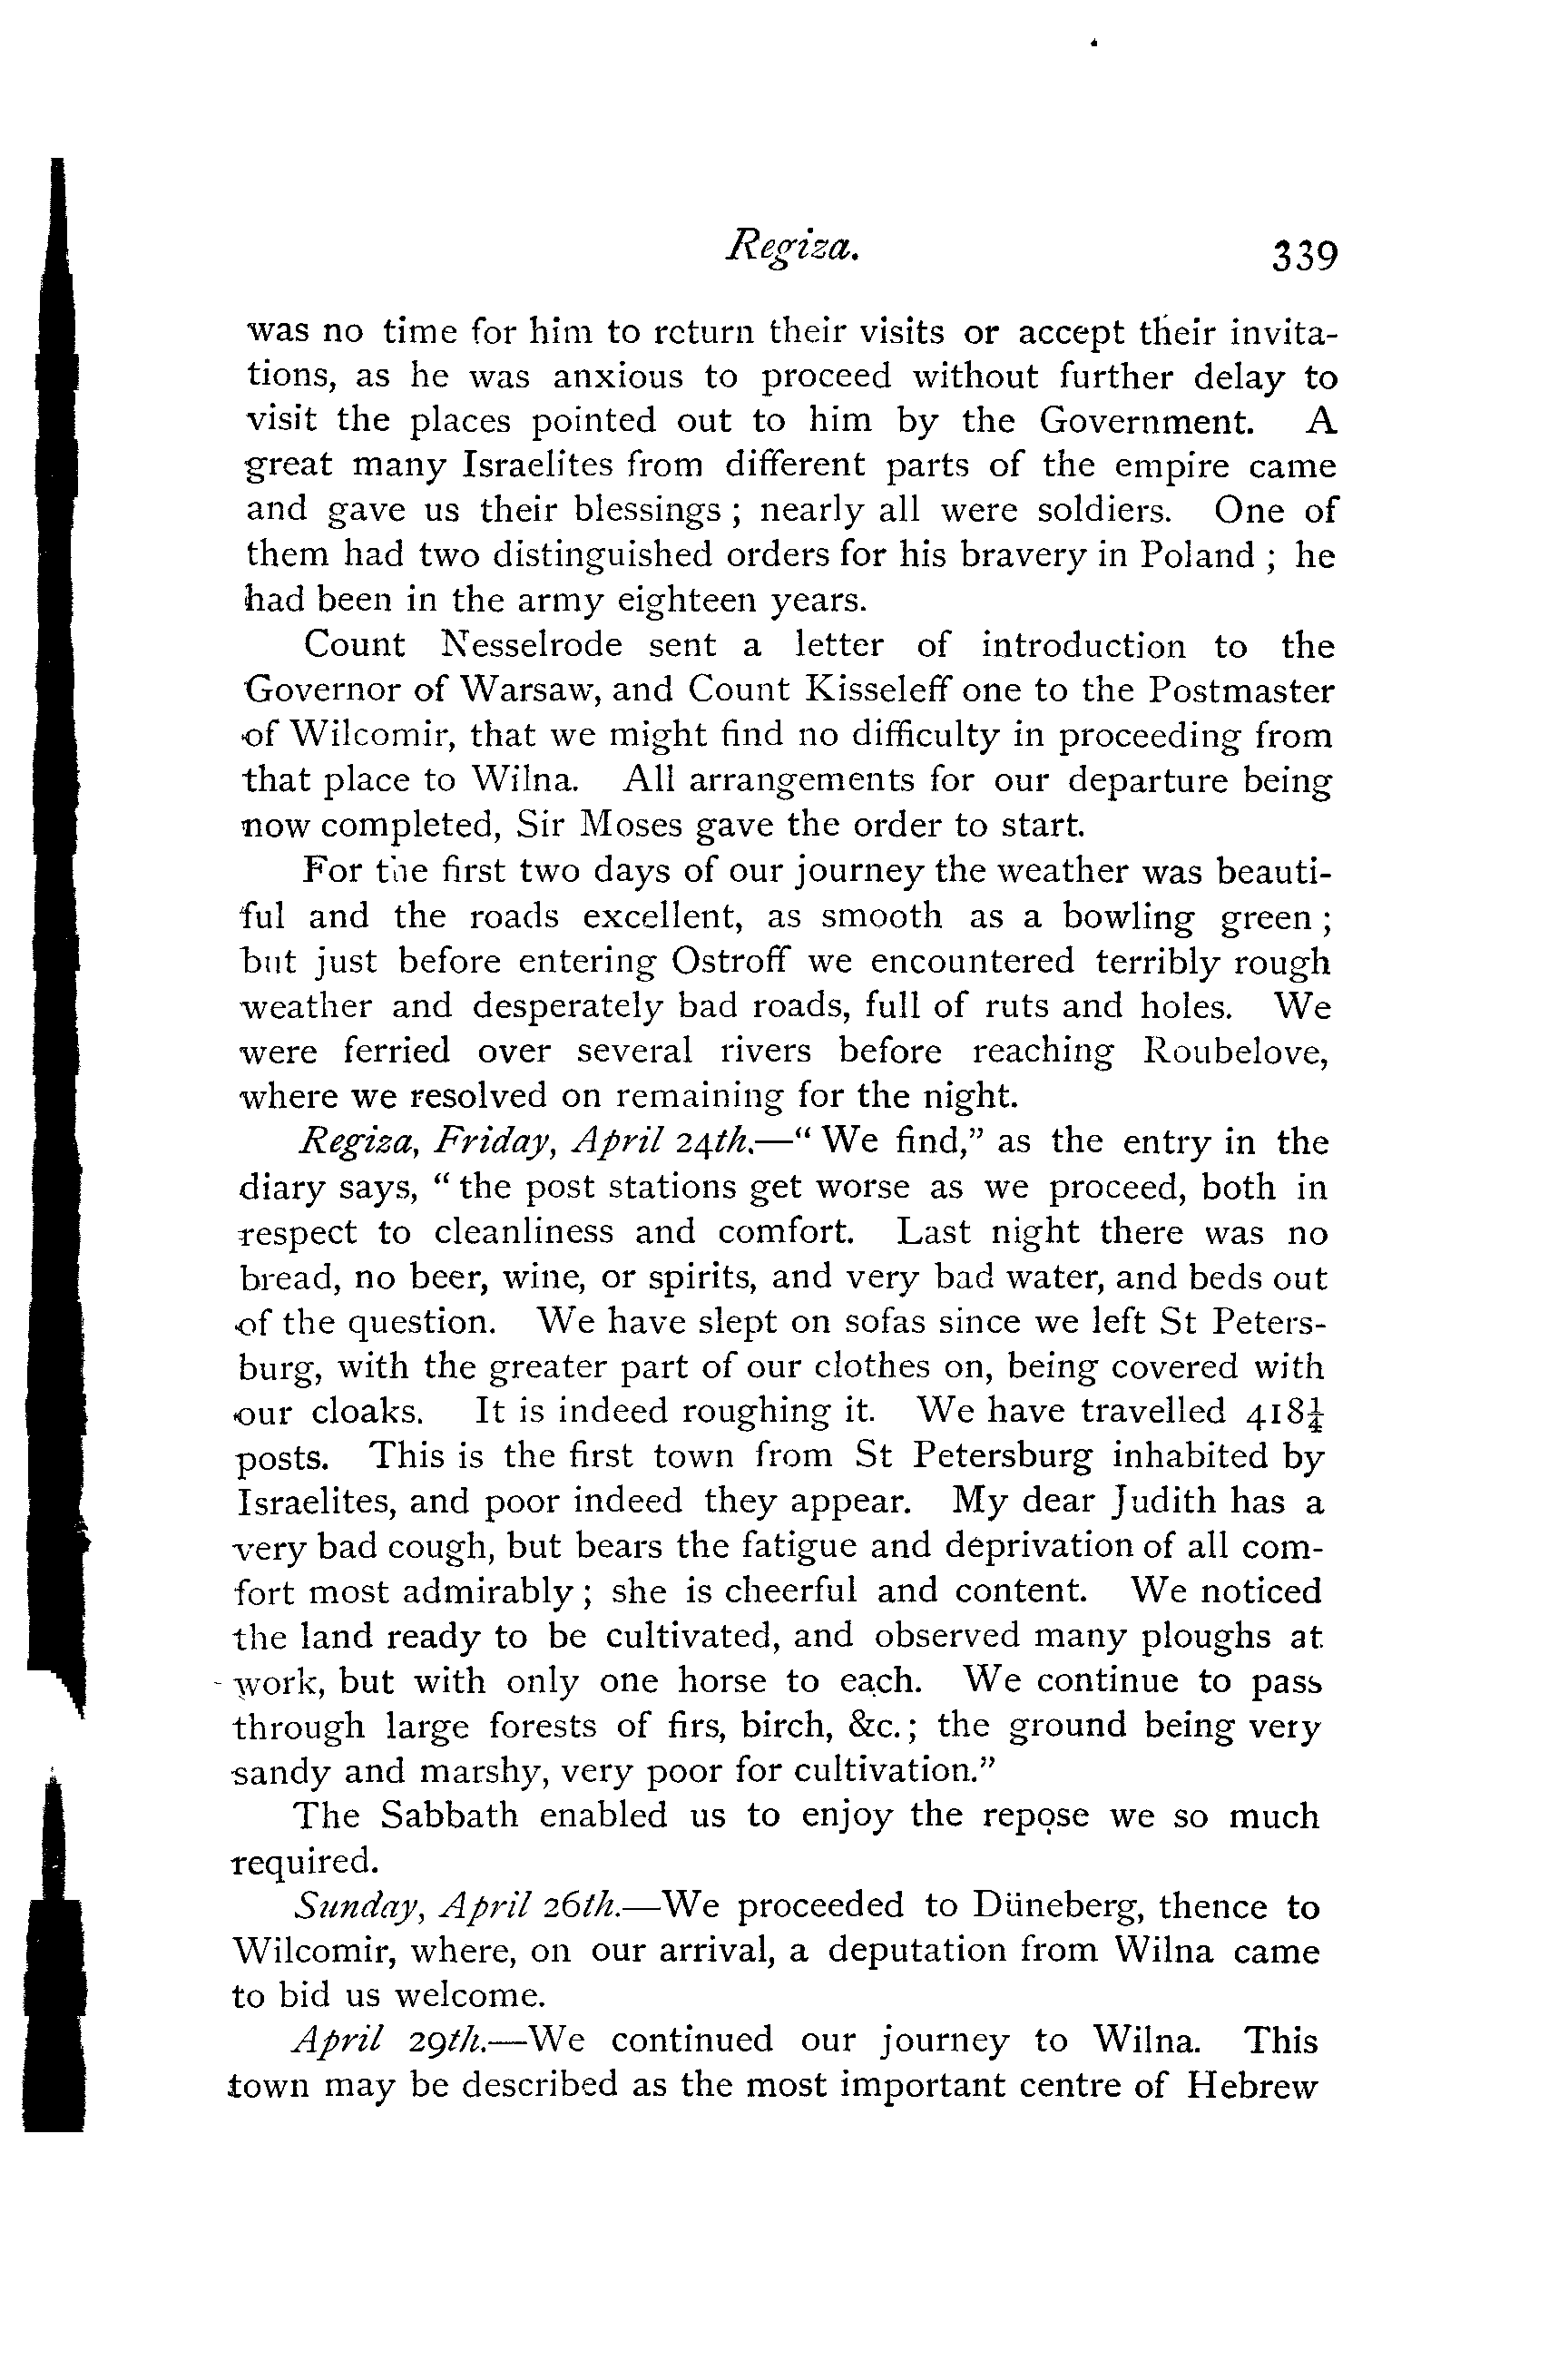 Regiza. 339
was no time for him to return their visits or accept their invita-
tions, as he was anxious to proceed without further delay to
visit the places pointed out to him by the Government. A
great many Israelites from different parts of the empire came
and gave us their blessings ; nearly all were soldiers. One of
them had two distinguished orders for his bravery in Poland ; he
had been in the army eighteen years.
Count Nesselrode sent a letter of introduction to the
Governor of Warsaw, and Count Kisseleff one to the Postmaster
of Wilcomir, that we might find no difficulty in proceeding from
that place to Wilna. All arrangements for our departure being
now completed, Sir Moses gave the order to start.
For the first two days of our journey the weather was beauti-
ful and the roads excellent, as smooth as a bowling green ;
but just before entering Ostroff we encountered terribly rough
weather and desperately bad roads, full of ruts and holes. We
were ferried over several rivers before reaching Roubelove,
where we resolved on remaining for the night.
Regiza, Friday, April 24th.—“ We find,” as the entry in the
diary says, “ the post stations get worse as we proceed, both in
respect to cleanliness and comfort. Last night there was no
bread, no beer, wine, or spirits, and very bad water, and beds out
of the question. We have slept on sofas since we left St Peters-
burg, with the greater part of our clothes on, being covered with
our cloaks. It is indeed roughing it. We have travelled 418¼
posts. This is the first town from St Petersburg inhabited by
Israelites, and poor indeed they appear. My dear Judith has a
very bad cough, but bears the fatigue and deprivation of all com-
fort most admirably ; she is cheerful and content. We noticed
the land ready to be cultivated, and observed many ploughs at
work, but with only one horse to each. We continue to pass
through large forests of firs, birch, &c. ; the ground being very
sandy and marshy, very poor for cultivation.”
The Sabbath enabled us to enjoy the repose we so much
required.
Sunday, April 26th.—We proceeded to Düneberg, thence to
Wilcomir, where, on our arrival, a deputation from Wilna came
to bid us welcome.
April 29th.—We continued our journey to Wilna. This
town may be described as the most important centre of Hebrew